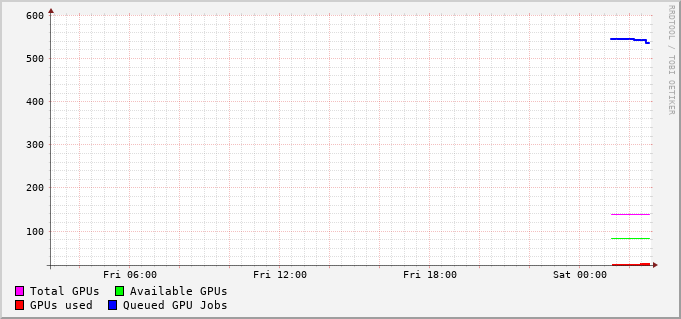 600
500
400
300
200
100
Fri 06:00 Fri 12:00 Fri 18:00 Sat 00:00
RRDTOOL / TOBI OETIKER
Total GPUs Available GPUs
GPUs used Queued GPU Jobs